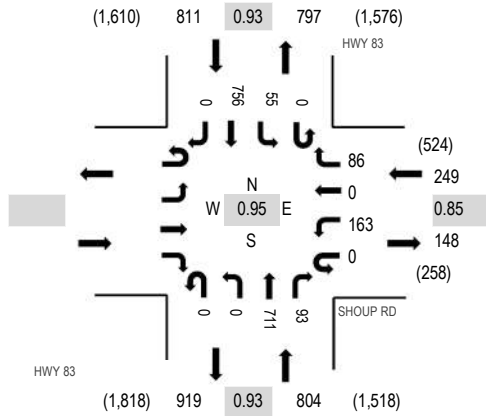 (1,610) 811 0.93 797 (1,576)
HWY 83
0 756 55 0
(524)
86
249
N
0
W 0.95 E
0.85
163
148
S
0
(258)
0 0 711 93
SHOUP RD
HWY 83
(1,818) 919 0.93 804 (1,518)